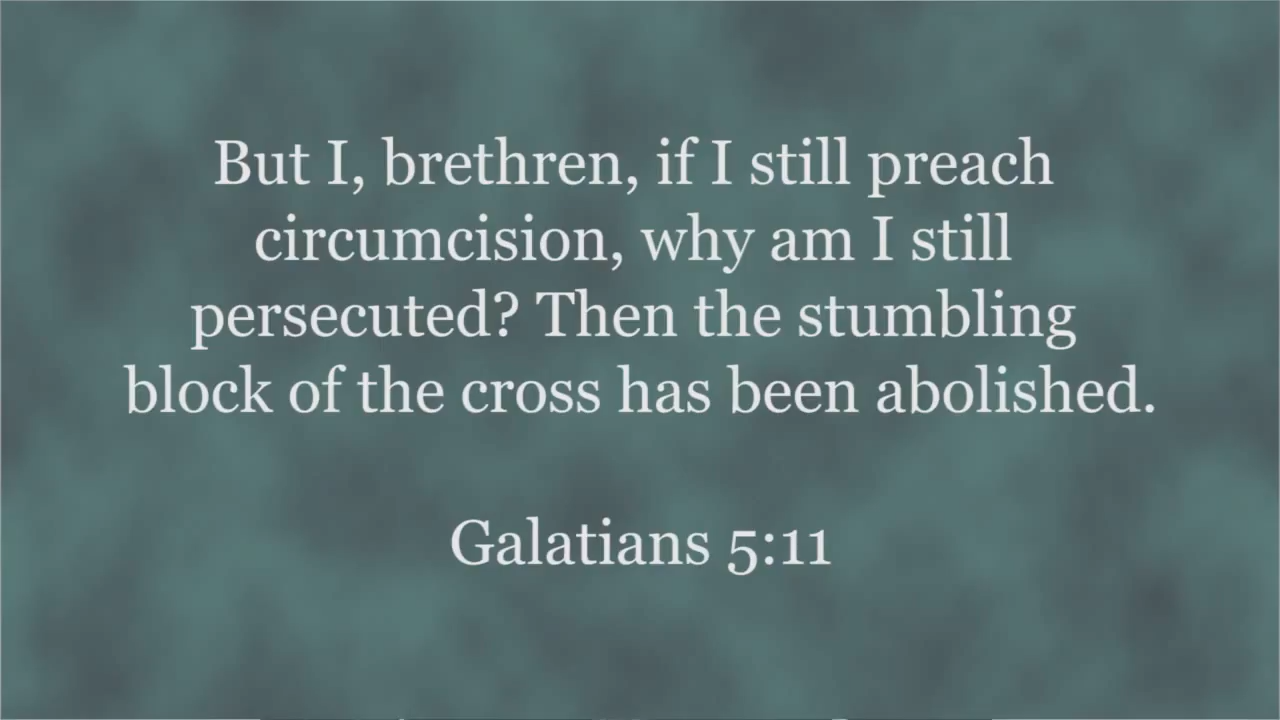 But I, brethren, if I still preach
circumcision, why am I still
persecuted? Then the stumbling
block of the cross has been abolished.
Galatians 5:11